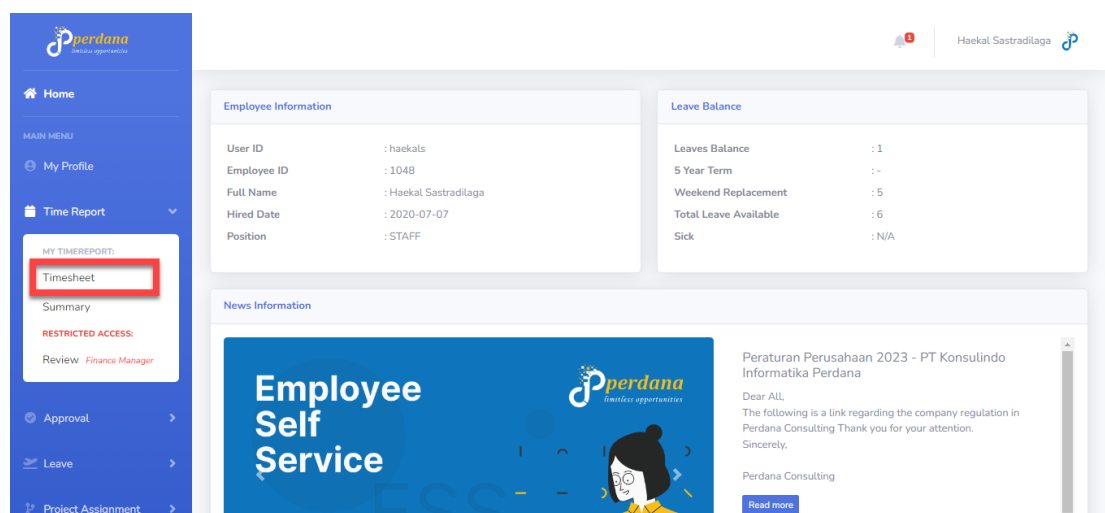 perdana
limitless opportunities
1
Haekal Sastradilaga
Home
MAIN MENU
My Profile
Time Report
MY TIMEREPORT:
Timesheet
Summary
RESTRICTED ACCESS:
Review Finance Manager
Approval
Leave
Project Assignment
Employee Information
User ID : haekals
Employee ID : 1048
Full Name : Haekal Sastradilaga
Hired Date : 2020-07-07
Position : STAFF
Leave Balance
Leaves Balance : 1
5 Year Term : -
Weekend Replacement : 5
Total Leave Available : 6
Sick : N/A
News Information
Employee
Self
Service
perdana
limitless opportunities
ESS
Peraturan Perusahaan 2023 - PT Konsulindo
Informatika Perdana
Dear All,
The following is a link regarding the company regulation in
Perdana Consulting Thank you for your attention.
Sincerely,
Perdana Consulting
Read more